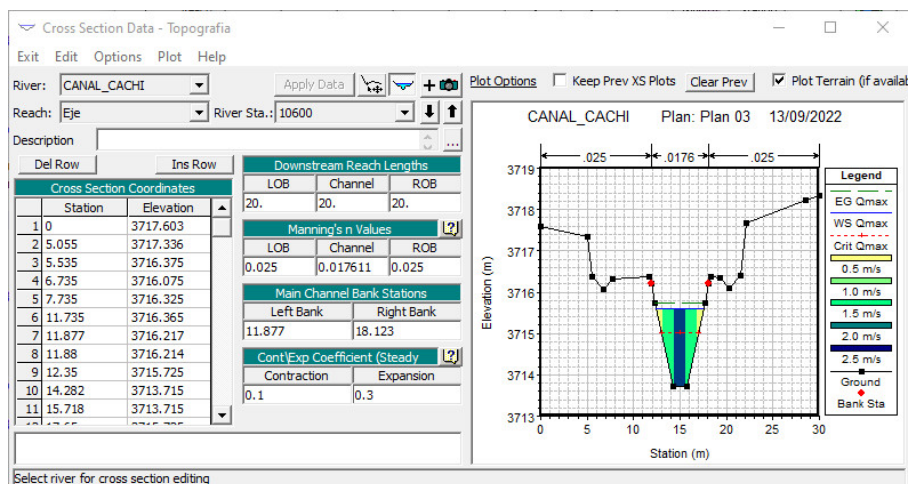 Cross Section Data - Topografia
Exit Edit Options Plot Help
River: CANAL_CACHI Apply Data + Plot Options Keep Prev XS Plots Clear Prev Plot Terrain (if availab
Reach: Eje River Sta.: 10600
Description ...
Del Row Ins Row
Cross Section Coordinates
Station Elevation
1 0 3717.603
2 5.055 3717.336
3 5.535 3716.375
4 6.735 3716.075
5 7.735 3716.325
6 11.735 3716.365
7 11.877 3716.217
8 11.88 3716.214
9 12.35 3715.725
10 14.282 3713.715
11 15.718 3713.715
Downstream Reach Lengths
LOB Channel ROB
20. 20. 20.
Manning's n Values ?
LOB Channel ROB
0.025 0.017611 0.025
Main Channel Bank Stations
Left Bank Right Bank
11.877 18.123
Cont\Exp Coefficient (Steady ?
Contraction Expansion
0.1 0.3
CANAL_CACHI Plan: Plan 03 13/09/2022
.025 .0176 .025
3719
3718
3717
3716
3715
3714
3713
Elevation (m)
0 5 10 15 20 25 30
Station (m)
Legend
EG Qmax
WS Qmax
Crit Qmax
0.5 m/s
1.0 m/s
1.5 m/s
2.0 m/s
2.5 m/s
Ground
Bank Sta
Select river for cross section editing